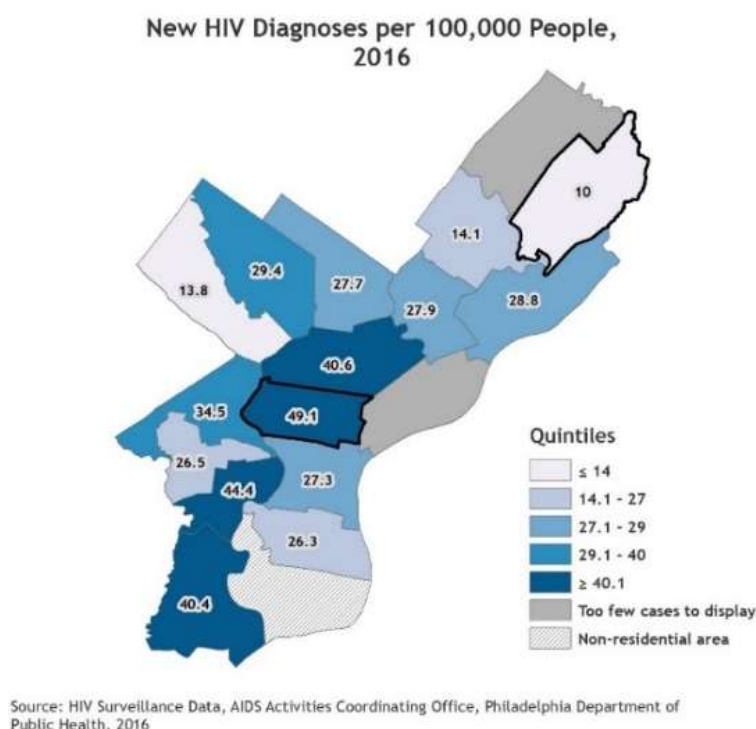 New HIV Diagnoses per 100,000 People,
2016
10
14.1
29.4
27.7
13.8
27.9
28.8
40.6
34.5
49.1
26.5
27.3
44.4
26.3
40.4
Quintiles
≤ 14
14.1 - 27
27.1 - 29
29.1 - 40
≥ 40.1
Too few cases to display
Non-residential area
Source: HIV Surveillance Data, AIDS Activities Coordinating Office, Philadelphia Department of
Public Health, 2016